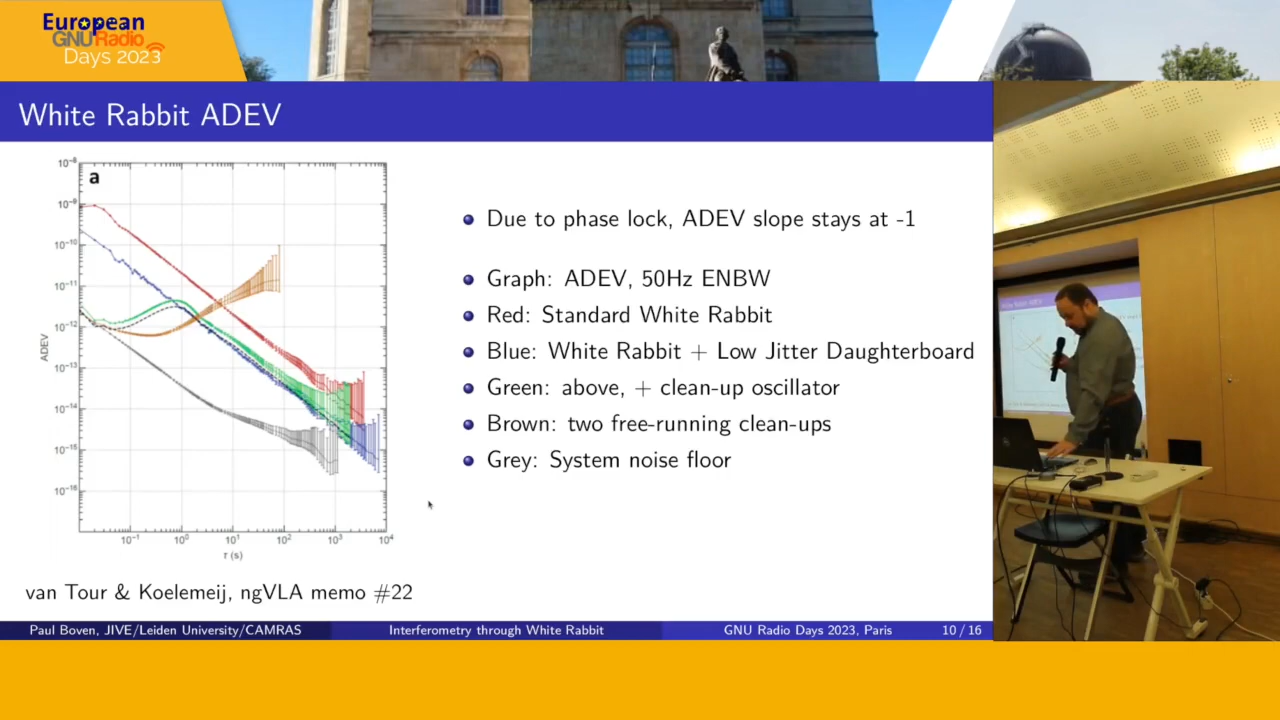 European
GNU Radio
Days 2023
White Rabbit ADEV
a
10⁻⁸
10⁻⁹
10⁻¹⁰
10⁻¹¹
10⁻¹²
10⁻¹³
10⁻¹⁴
10⁻¹⁵
10⁻¹⁶
ADEV
10⁻¹ 10⁰ 10¹ 10² 10³ 10⁴
τ (s)
Due to phase lock, ADEV slope stays at -1
Graph: ADEV, 50Hz ENBW
Red: Standard White Rabbit
Blue: White Rabbit + Low Jitter Daughterboard
Green: above, + clean-up oscillator
Brown: two free-running clean-ups
Grey: System noise floor
van Tour & Koelemeij, ngVLA memo #22
Paul Boven, JIVE/Leiden University/CAMRAS Interferometry through White Rabbit GNU Radio Days 2023, Paris 10 / 16
White Rabbit ADEV